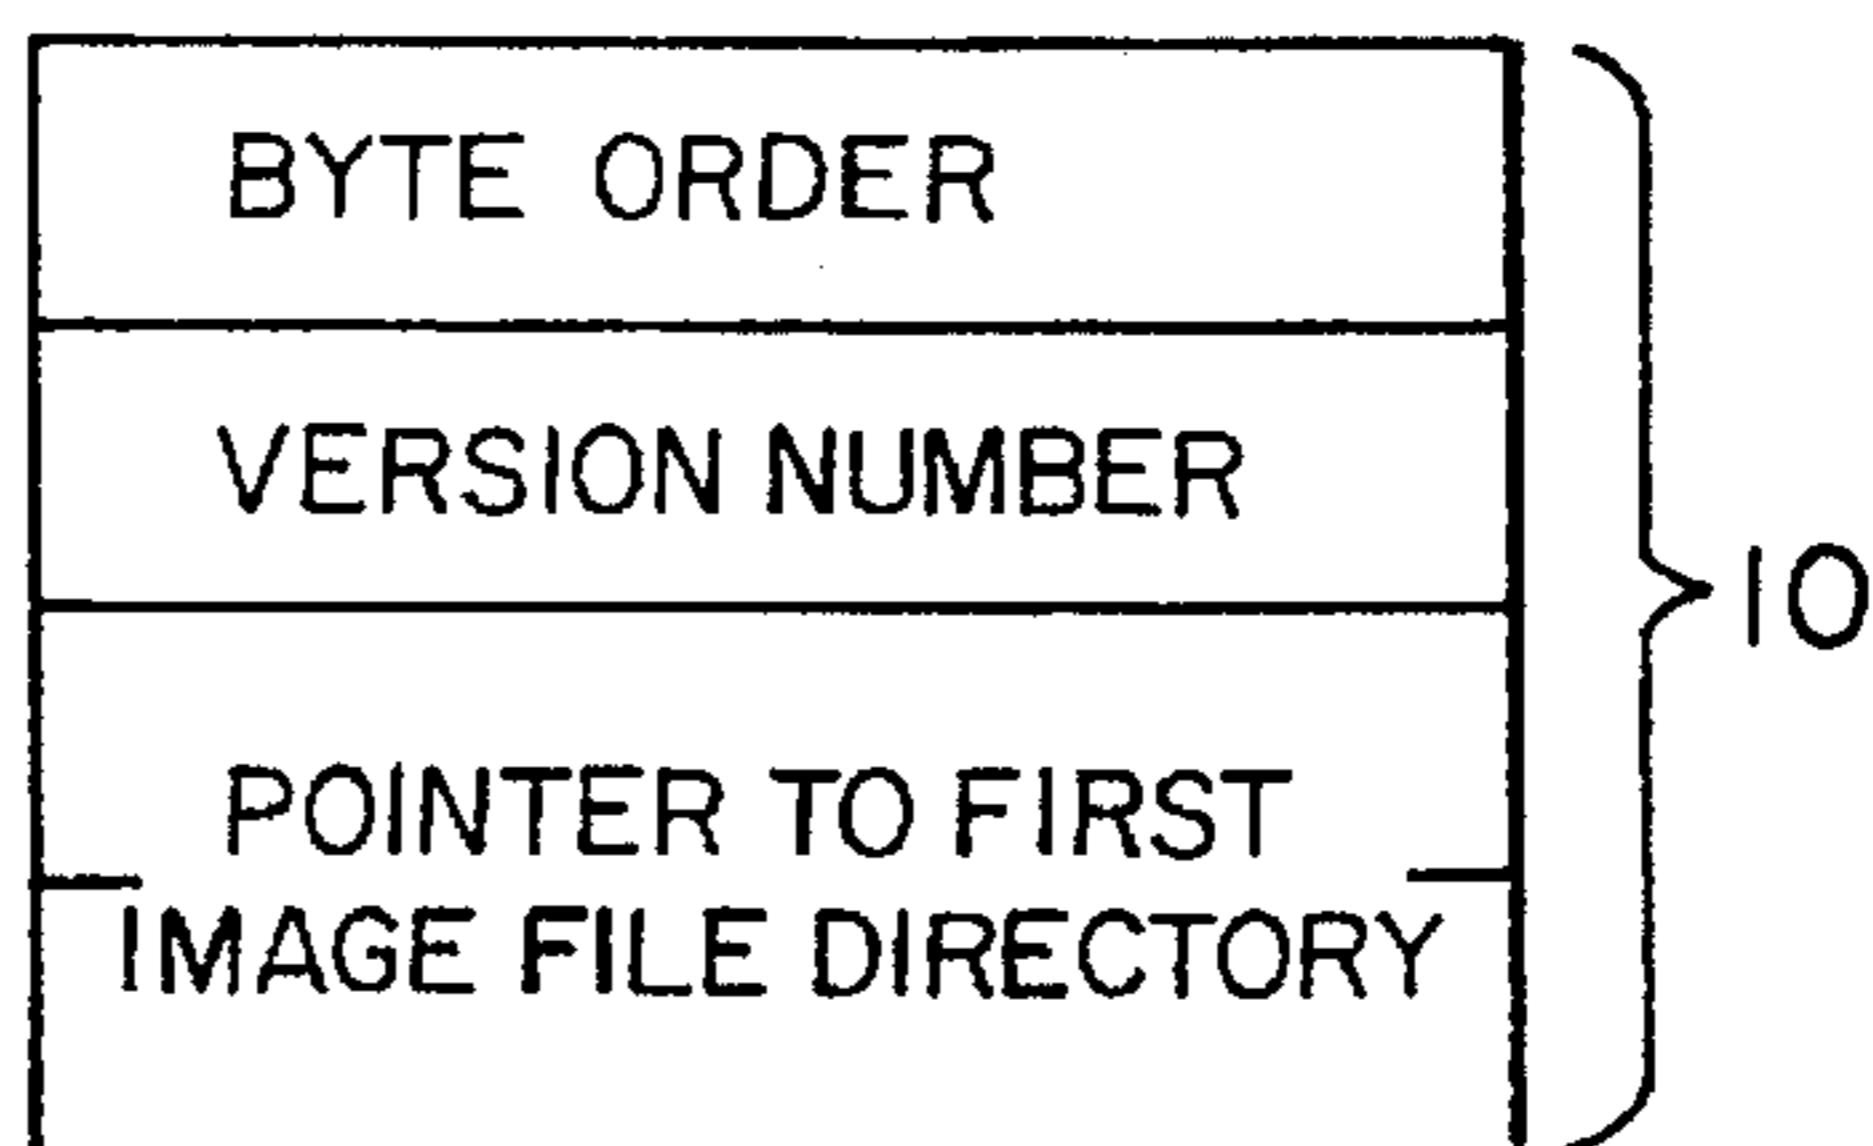 BYTE ORDER
VERSION NUMBER
10
POINTER TO FIRST
IMAGE FILE DIRECTORY